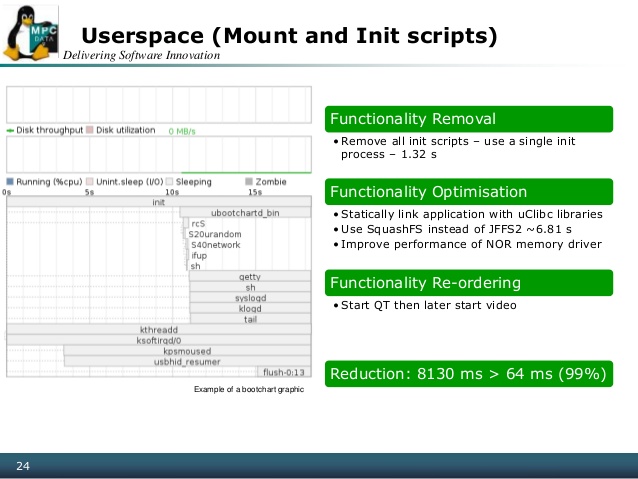 MPC
DATA
Userspace (Mount and Init scripts)
Delivering Software Innovation
Disk throughput Disk utilization 0 MB/s
Running (%cpu) Unint.sleep (I/O) Sleeping Zombie
0s 5s 10s 15s
init
ubootchartd_bin
rcS
S20urandom
S40network
ifup
sh
getty
sh
syslogd
klogd
tail
kthreadd
ksoftirqd/0
kpsmoused
usbhid_resumer
flush-0:13
Example of a bootchart graphic
Functionality Removal
• Remove all init scripts – use a single init
process – 1.32 s
Functionality Optimisation
• Statically link application with uClibc libraries
• Use SquashFS instead of JFFS2 ~6.81 s
• Improve performance of NOR memory driver
Functionality Re-ordering
• Start QT then later start video
Reduction: 8130 ms > 64 ms (99%)
24